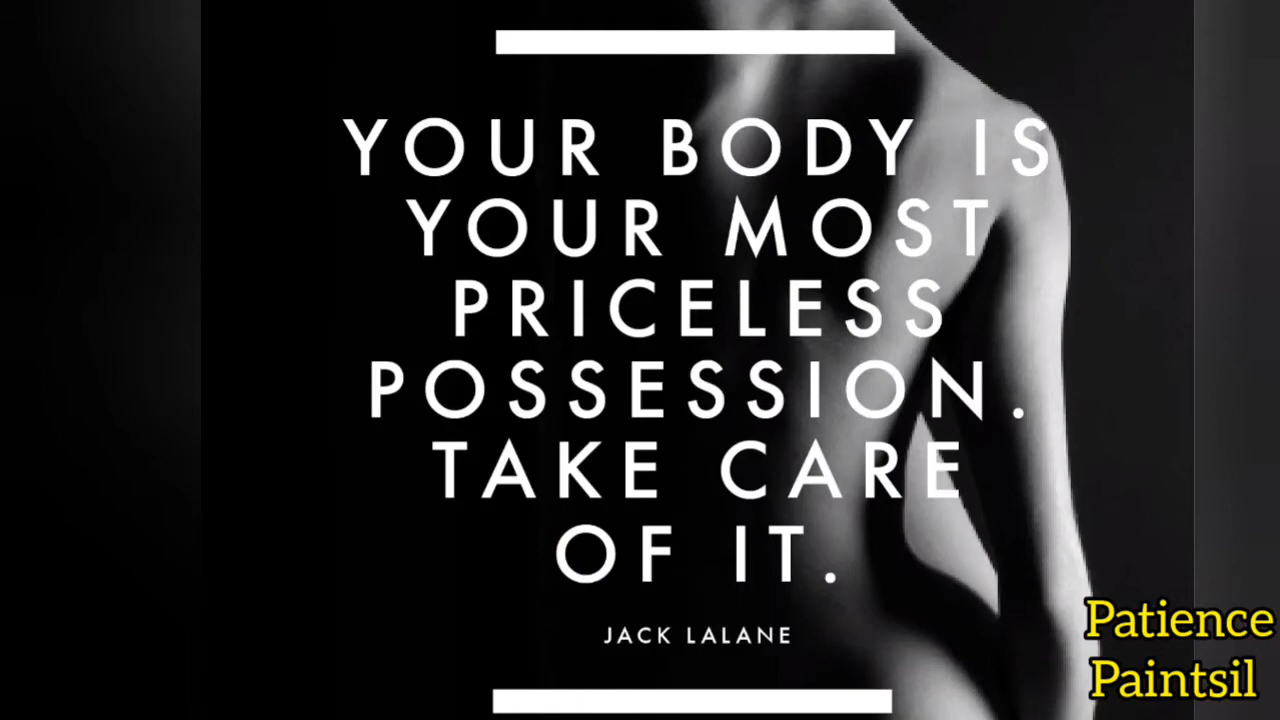 YOUR BODY IS
YOUR MOST
PRICELESS
POSSESSION.
TAKE CARE
OF IT.
JACK LALANE
Patience
Paintsil